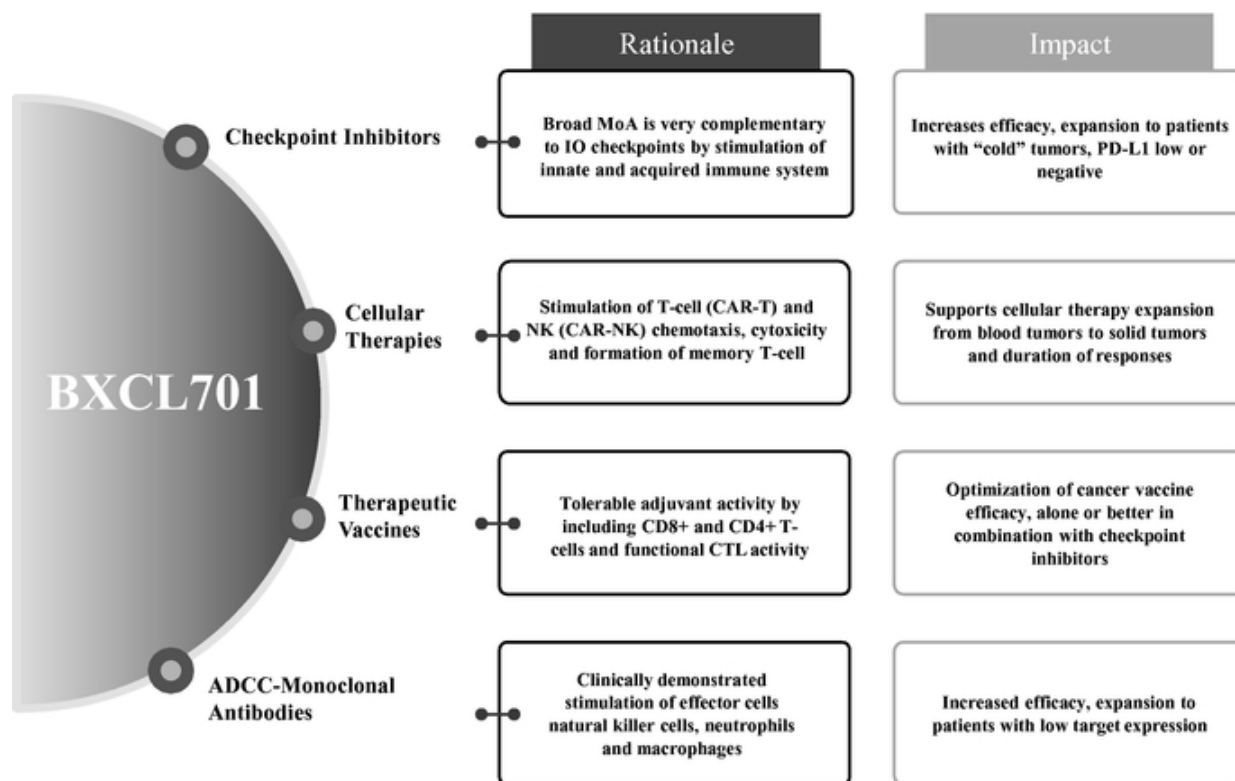 Rationale
Impact
BXCL701
Checkpoint Inhibitors
Broad MoA is very complementary
to IO checkpoints by stimulation of
innate and acquired immune system
Increases efficacy, expansion to patients
with “cold” tumors, PD-L1 low or
negative
Cellular
Therapies
Stimulation of T-cell (CAR-T) and
NK (CAR-NK) chemotaxis, cytoxicity
and formation of memory T-cell
Supports cellular therapy expansion
from blood tumors to solid tumors
and duration of responses
Therapeutic
Vaccines
Tolerable adjuvant activity by
including CD8+ and CD4+ T-
cells and functional CTL activity
Optimization of cancer vaccine
efficacy, alone or better in
combination with checkpoint
inhibitors
ADCC-Monoclonal
Antibodies
Clinically demonstrated
stimulation of effector cells
natural killer cells, neutrophils
and macrophages
Increased efficacy, expansion to
patients with low target expression